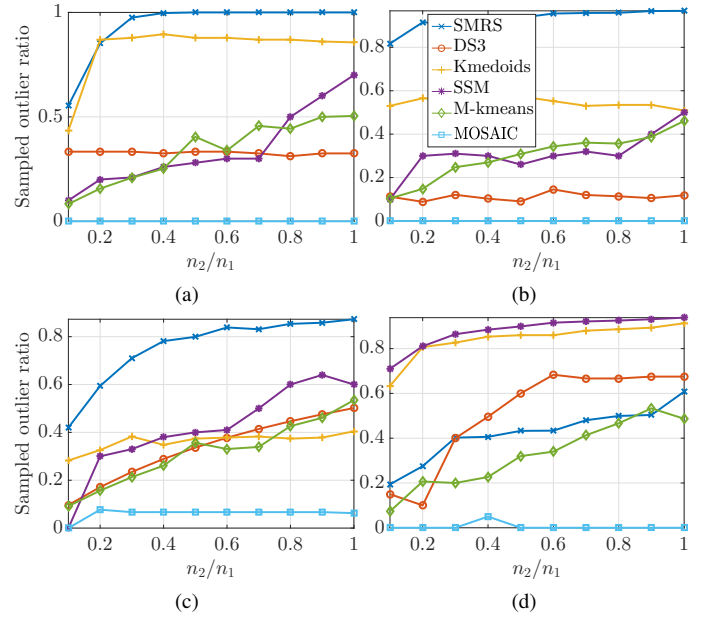 1
0.5
0
Sampled outlier ratio
0.2 0.4 0.6 0.8 1
n₂/n₁
(a)
0.8
0.6
0.4
0.2
0
SMRS
DS3
Kmedoids
SSM
M-kmeans
MOSAIC
0.2 0.4 0.6 0.8 1
n₂/n₁
(b)
0.8
0.6
0.4
0.2
0
Sampled outlier ratio
0.2 0.4 0.6 0.8 1
n₂/n₁
(c)
0.8
0.6
0.4
0.2
0
0.2 0.4 0.6 0.8 1
n₂/n₁
(d)